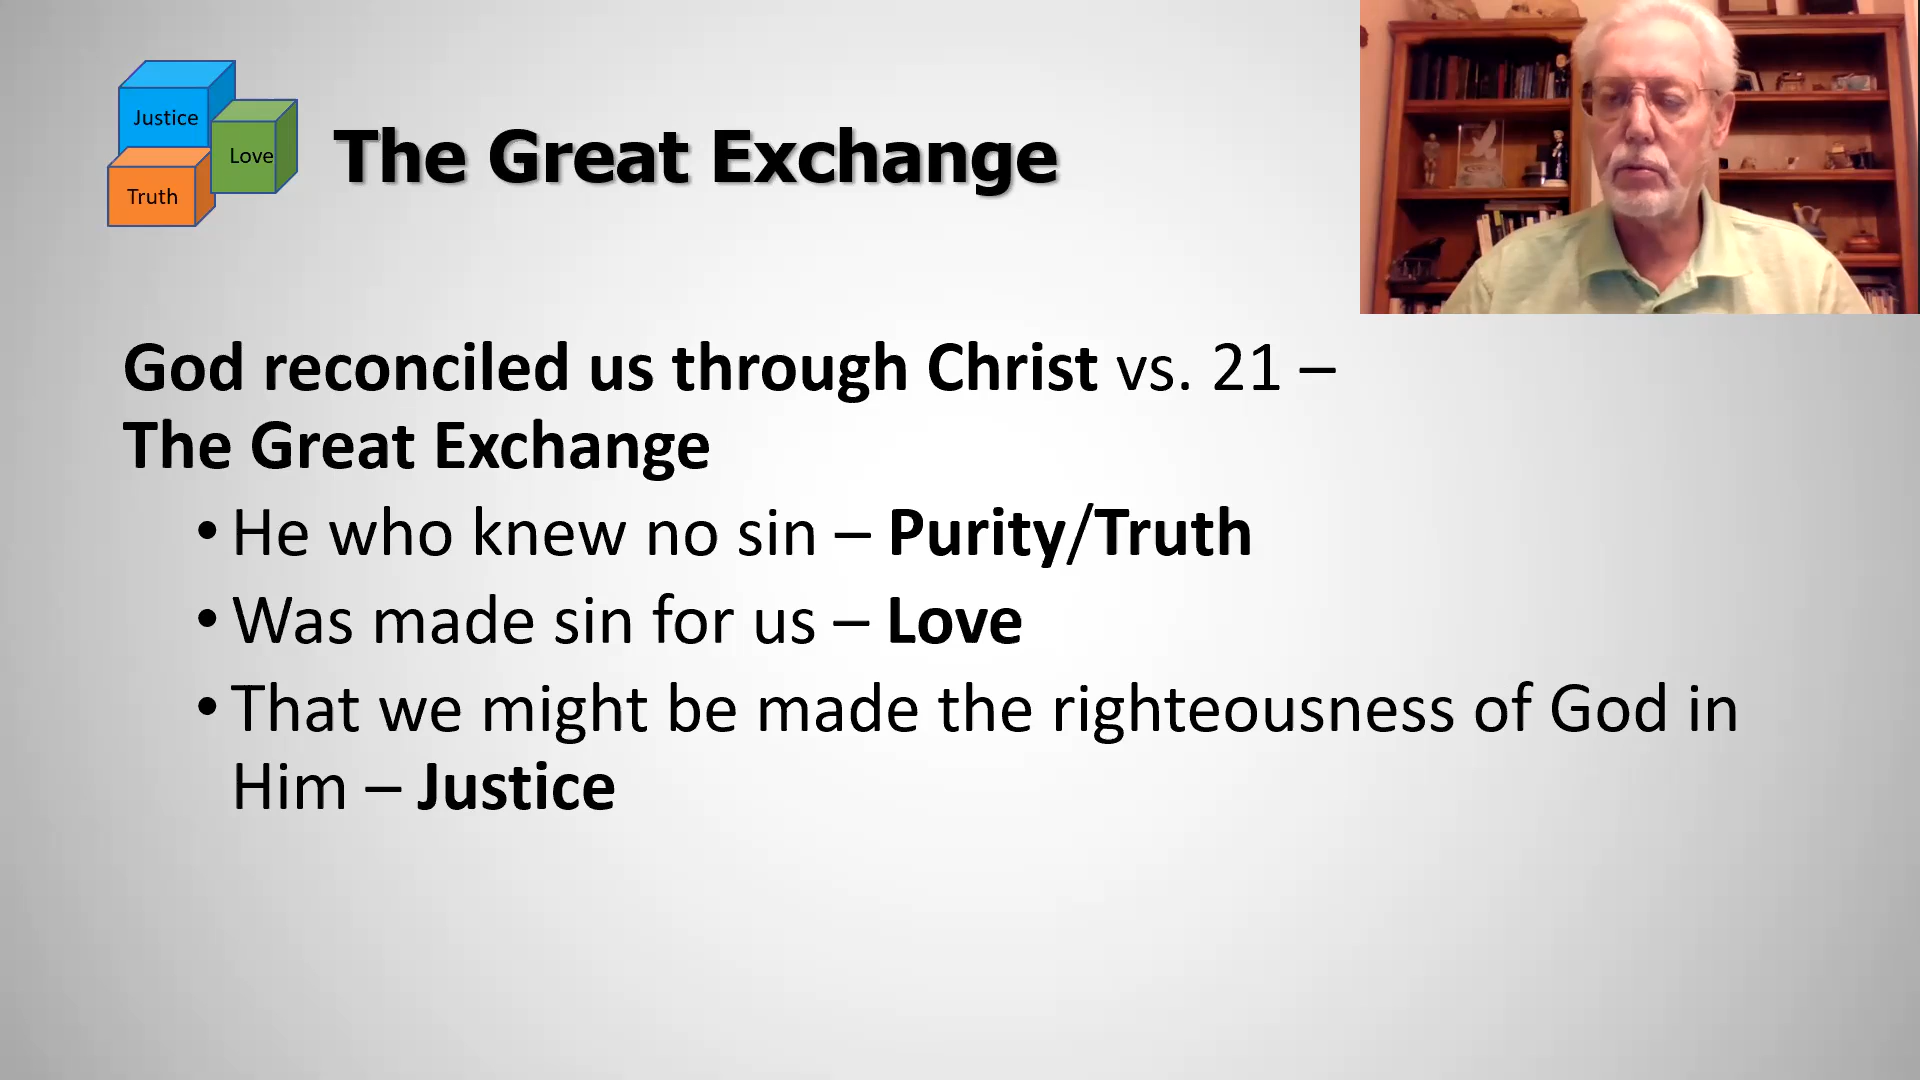 Justice
Love
Truth
The Great Exchange
God reconciled us through Christ vs. 21 –
The Great Exchange
• He who knew no sin – Purity/Truth
• Was made sin for us – Love
• That we might be made the righteousness of God in
Him – Justice